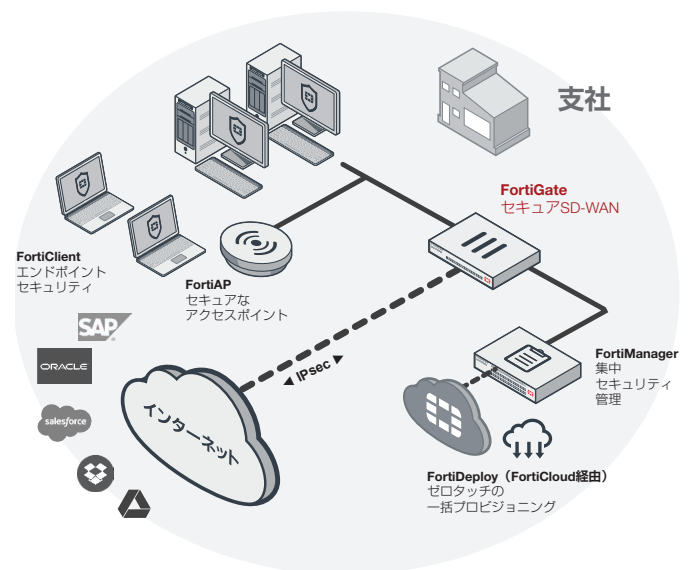 支社
FortiGate
セキュアSD-WAN
FortiClient
エンドポイント
セキュリティ
FortiAP
セキュアな
アクセスポイント
SAP
ORACLE
salesforce
インターネット
◄ IPsec ►
FortiManager
集中
セキュリティ
管理
FortiDeploy（FortiCloud経由）
ゼロタッチの
一括プロビジョニング